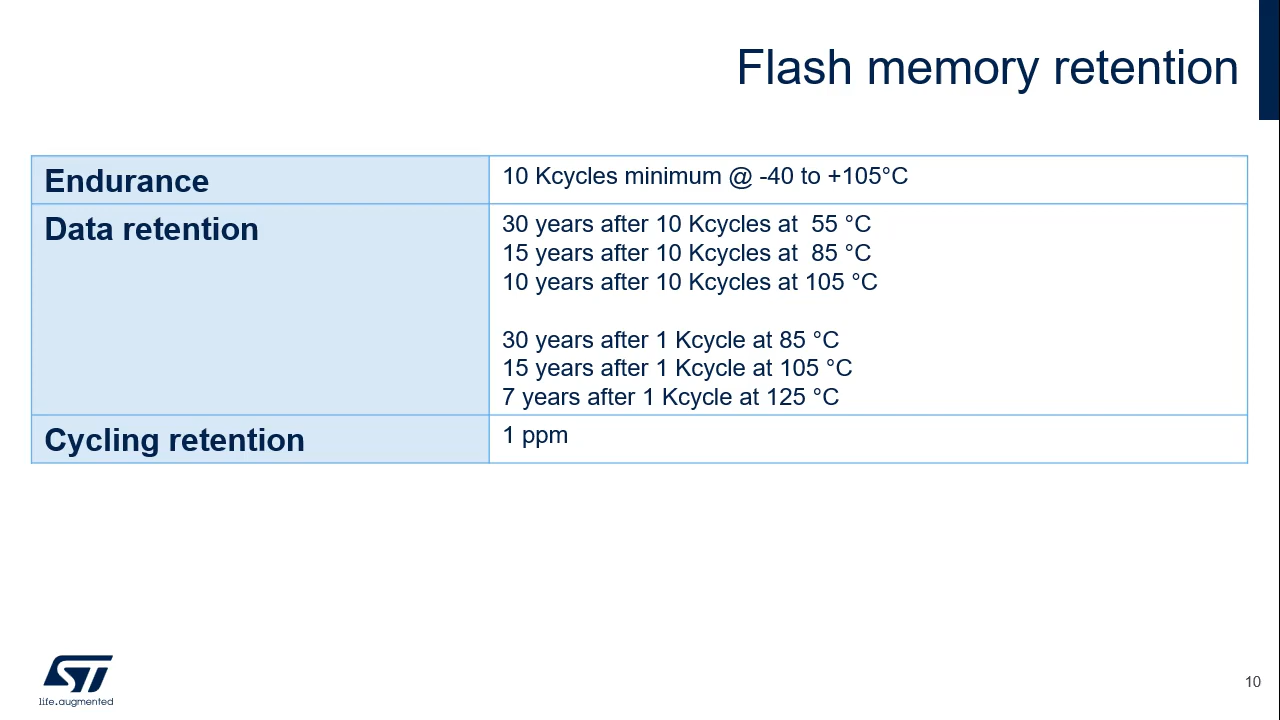 Flash memory retention
Endurance
10 Kcycles minimum @ -40 to +105°C
Data retention
30 years after 10 Kcycles at  55 °C
15 years after 10 Kcycles at  85 °C
10 years after 10 Kcycles at 105 °C
30 years after 1 Kcycle at 85 °C
15 years after 1 Kcycle at 105 °C
7 years after 1 Kcycle at 125 °C
Cycling retention
1 ppm
ST
life.augmented
10